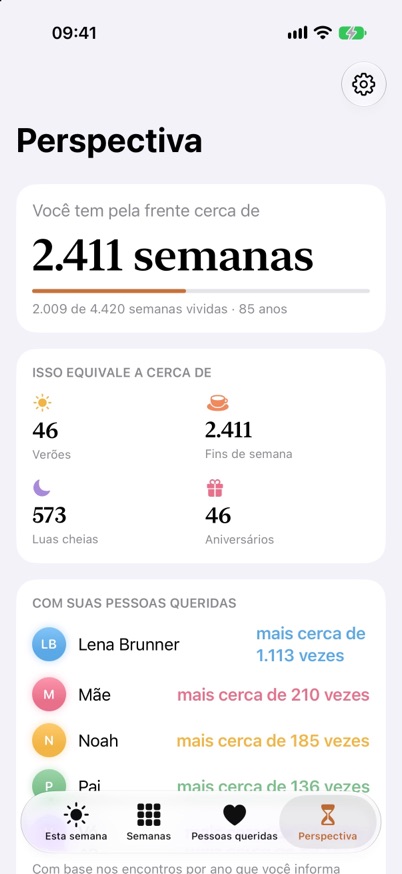 09:41
Perspectiva
Você tem pela frente cerca de
2.411 semanas
2.009 de 4.420 semanas vividas · 85 anos
ISSO EQUIVALE A CERCA DE
46
Verões
2.411
Fins de semana
573
Luas cheias
46
Aniversários
COM SUAS PESSOAS QUERIDAS
LB
Lena Brunner
mais cerca de
1.113 vezes
M
Mãe
mais cerca de 210 vezes
N
Noah
mais cerca de 185 vezes
P
Pai
mais cerca de 136 vezes
Esta semana
Semanas
Pessoas queridas
Perspectiva
Com base nos encontros por ano que você informa